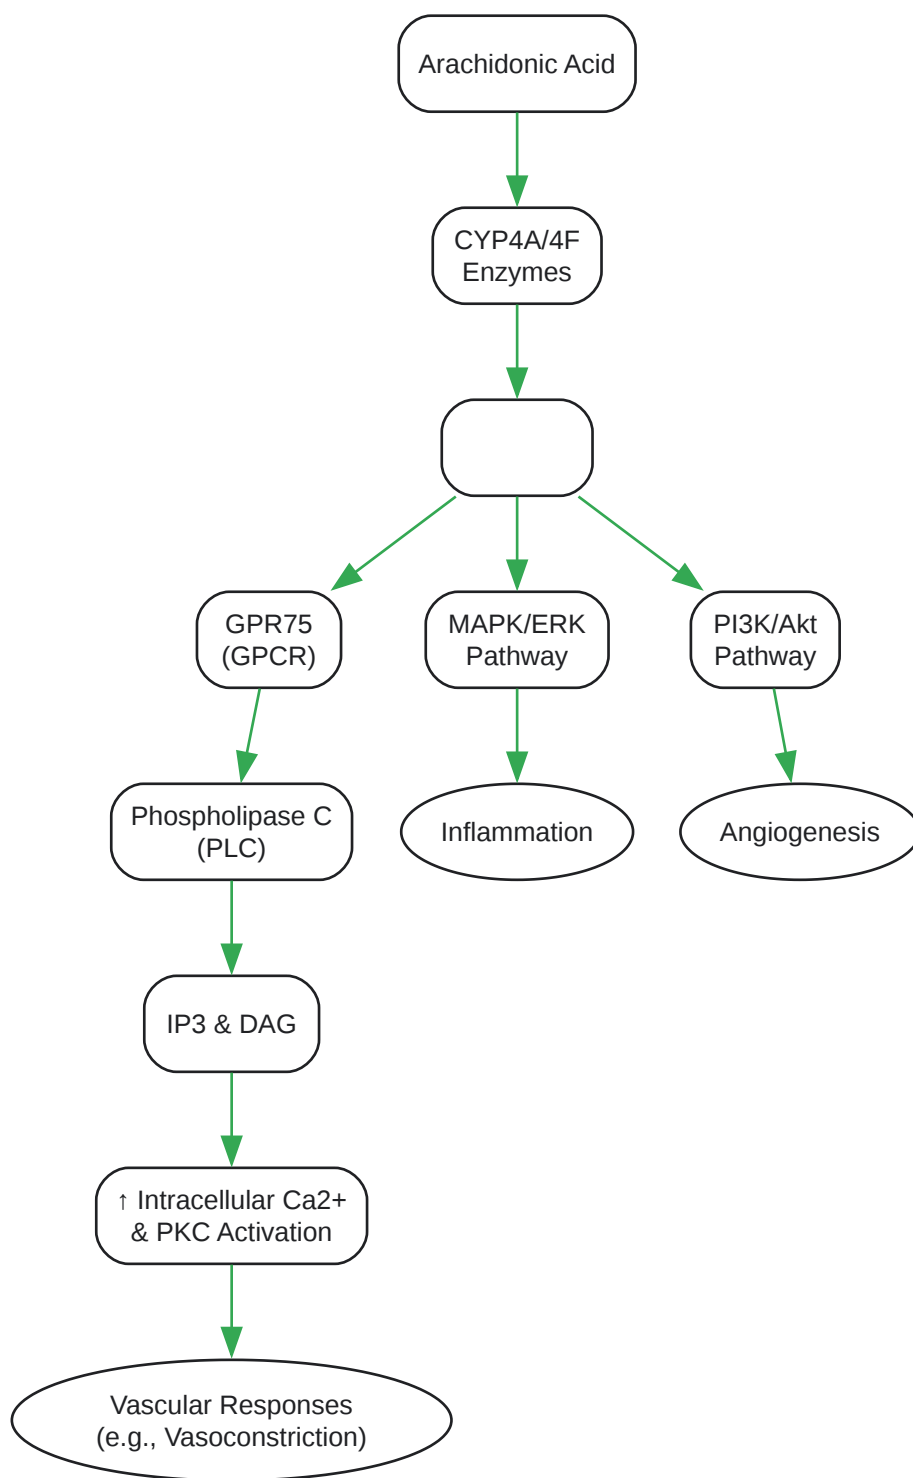 Arachidonic Acid
CYP4A/4F
Enzymes
GPR75
(GPCR)
MAPK/ERK
Pathway
PI3K/Akt
Pathway
Phospholipase C
(PLC)
Inflammation
Angiogenesis
IP3 & DAG
↑ Intracellular Ca2+
& PKC Activation
Vascular Responses
(e.g., Vasoconstriction)